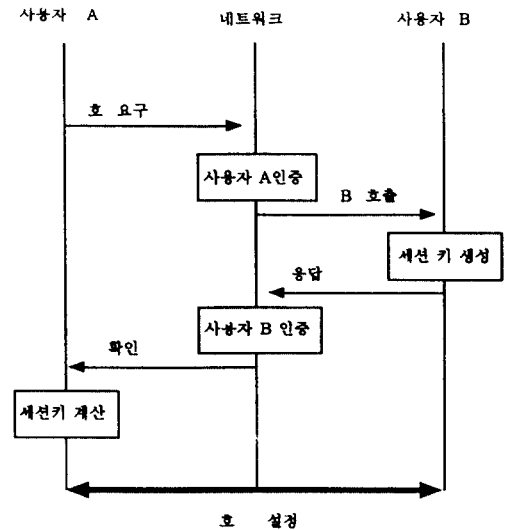 사용자 A
네트워크
사용자 B
호 요구
사용자 A인증
B 호출
세션 키 생성
응답
사용자 B 인증
확인
세션키 계산
호 설정